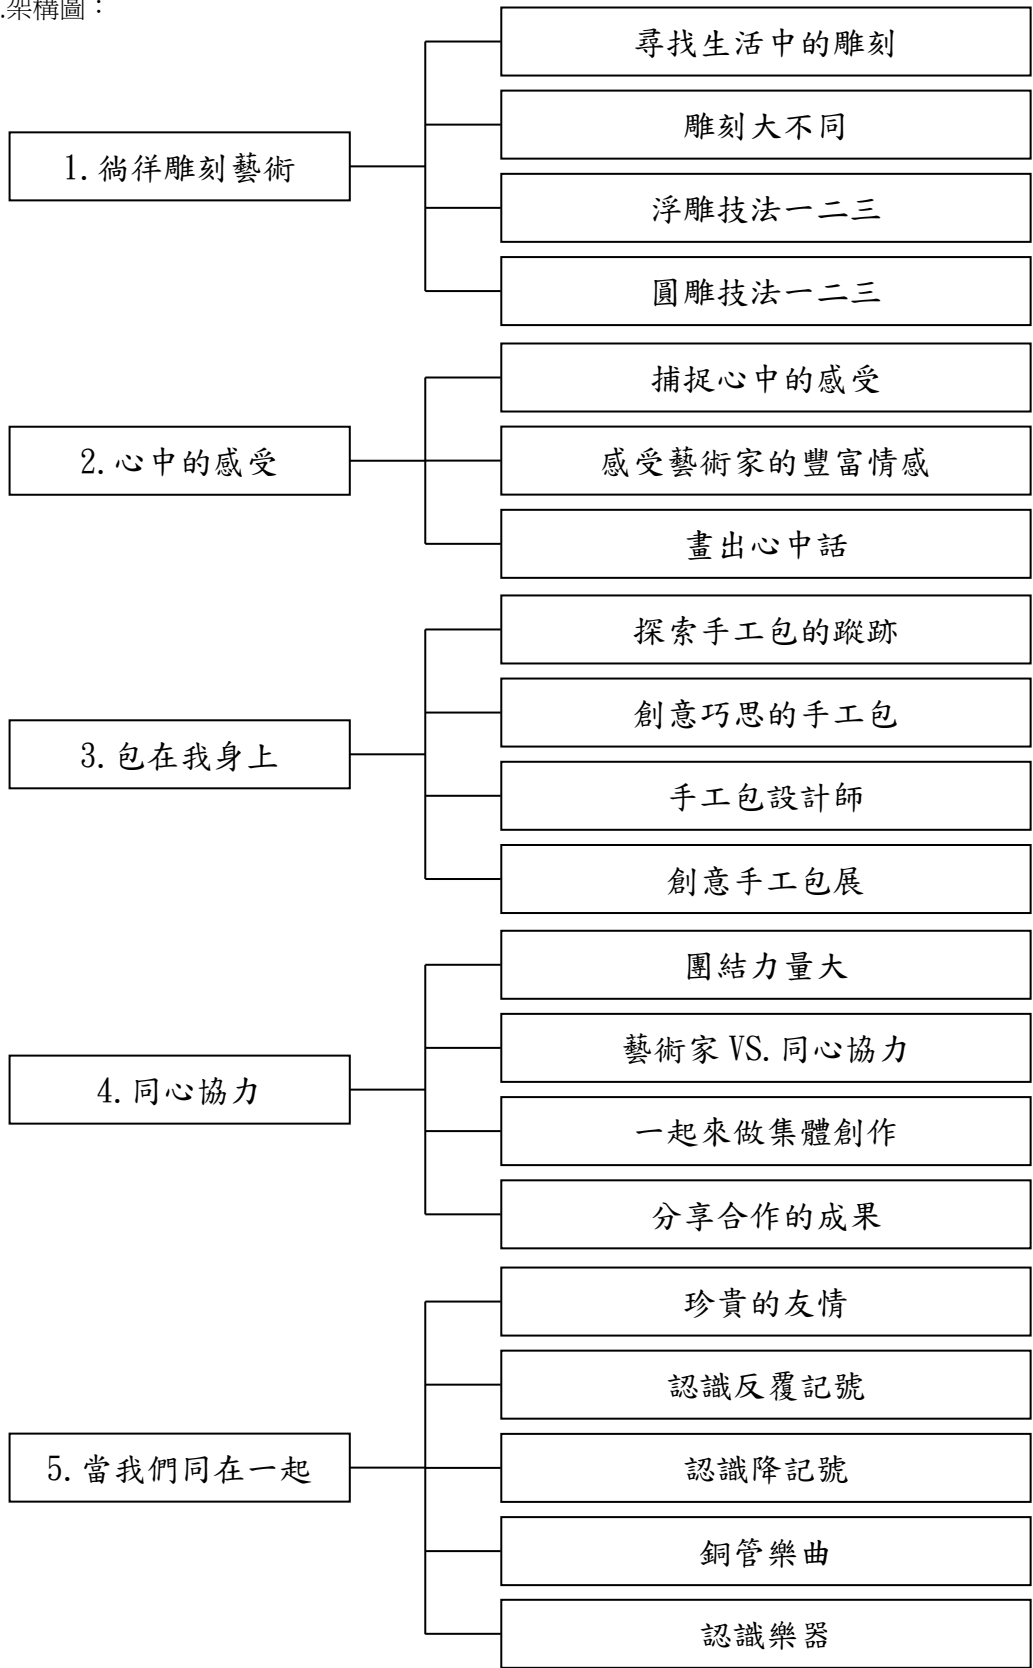 .架構圖：
1.徜徉雕刻藝術
尋找生活中的雕刻
雕刻大不同
浮雕技法一二三
圓雕技法一二三
2.心中的感受
捕捉心中的感受
感受藝術家的豐富情感
畫出心中話
3.包在我身上
探索手工包的蹤跡
創意巧思的手工包
手工包設計師
創意手工包展
4.同心協力
團結力量大
藝術家 VS.同心協力
一起來做集體創作
分享合作的成果
5.當我們同在一起
珍貴的友情
認識反覆記號
認識降記號
銅管樂曲
認識樂器